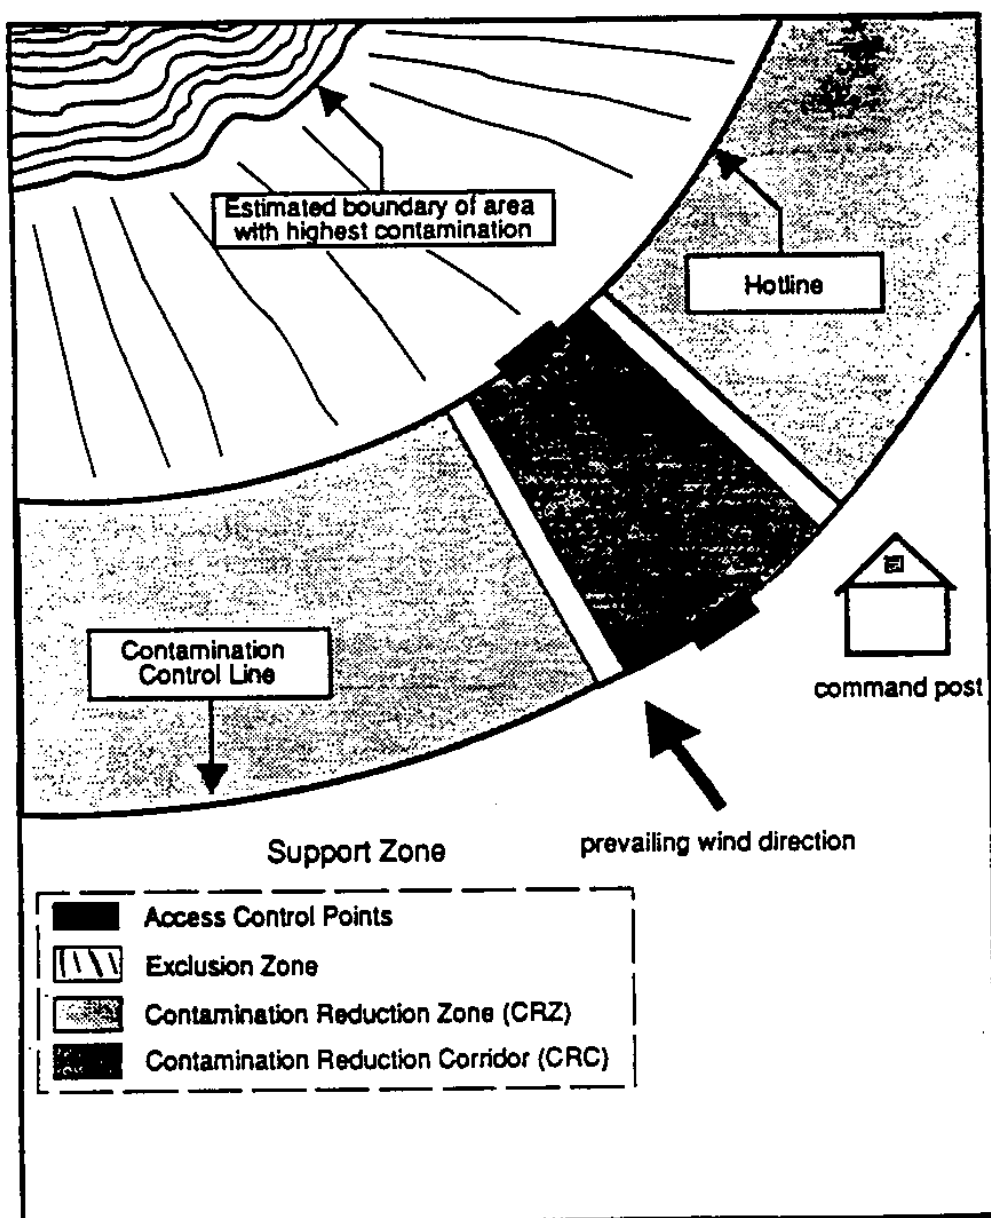 Estimated boundary of area
with highest contamination
Hotline
Contamination
Control Line
command post
prevailing wind direction
Support Zone
Access Control Points
Exclusion Zone
Contamination Reduction Zone (CRZ)
Contamination Reduction Corridor (CRC)